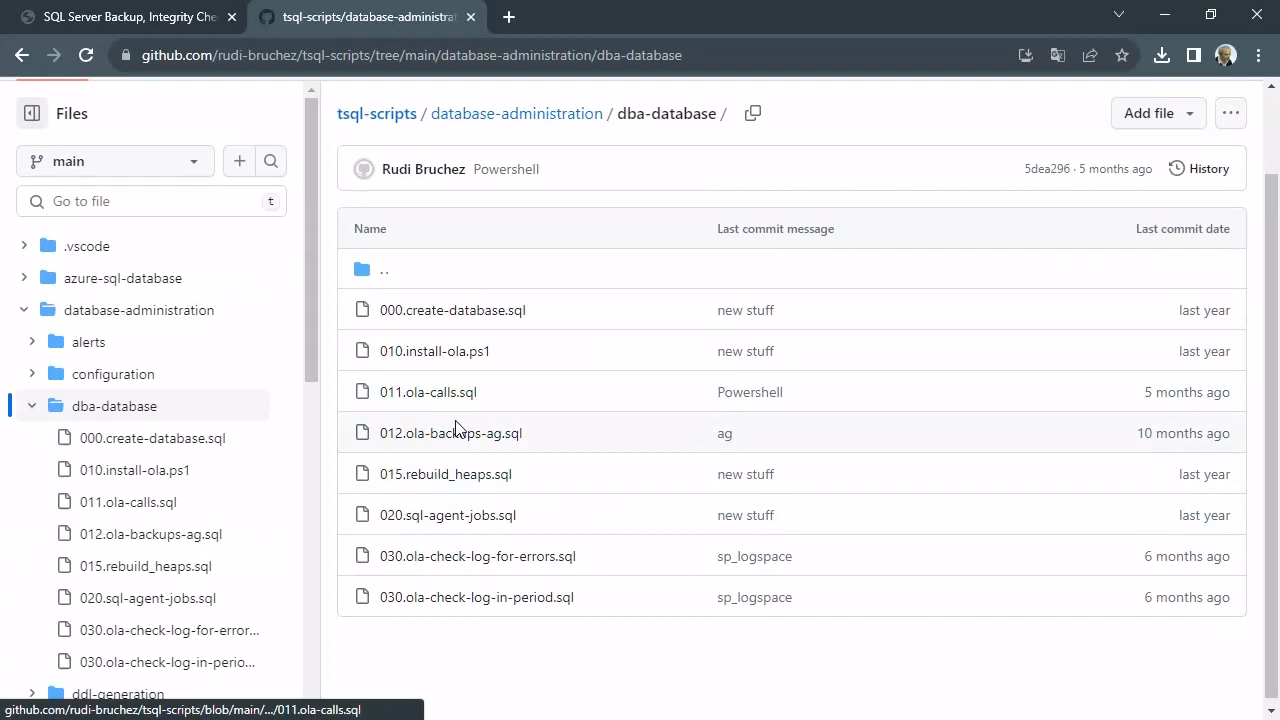 SQL Server Backup, Integrity Che
tsql-scripts/database-administrat
github.com/rudi-bruchez/tsql-scripts/tree/main/database-administration/dba-database
Files
main
Go to file
t
.vscode
azure-sql-database
database-administration
alerts
configuration
dba-database
000.create-database.sql
010.install-ola.ps1
011.ola-calls.sql
012.ola-backups-ag.sql
015.rebuild_heaps.sql
020.sql-agent-jobs.sql
030.ola-check-log-for-error...
030.ola-check-log-in-perio...
ddl-generation
tsql-scripts / database-administration / dba-database /
Add file
Rudi Bruchez Powershell
5dea296 · 5 months ago
History
Name Last commit message Last commit date
..
000.create-database.sql new stuff last year
010.install-ola.ps1 new stuff last year
011.ola-calls.sql Powershell 5 months ago
012.ola-backups-ag.sql ag 10 months ago
015.rebuild_heaps.sql new stuff last year
020.sql-agent-jobs.sql new stuff last year
030.ola-check-log-for-errors.sql sp_logspace 6 months ago
030.ola-check-log-in-period.sql sp_logspace 6 months ago
github.com/rudi-bruchez/tsql-scripts/blob/main/.../011.ola-calls.sql